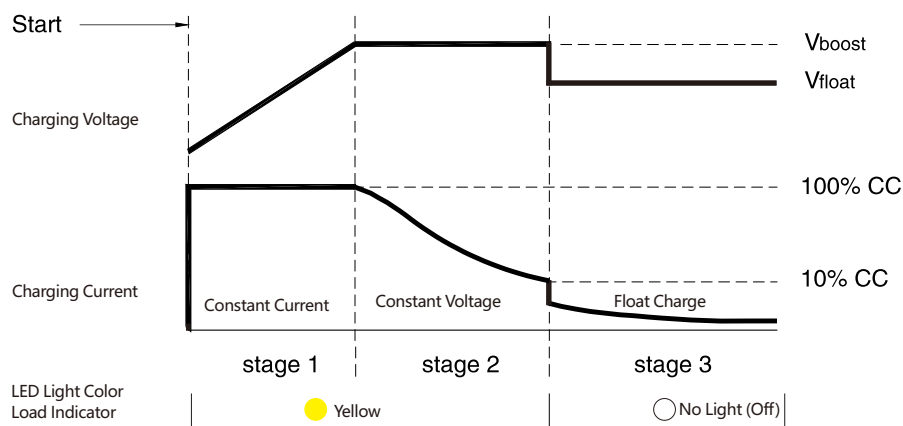 Start
Vboost
Vfloat
Charging Voltage
100% CC
10% CC
Charging Current
Constant Current
Constant Voltage
Float Charge
stage 1
stage 2
stage 3
LED Light Color
Load Indicator
Yellow
No Light (Off)